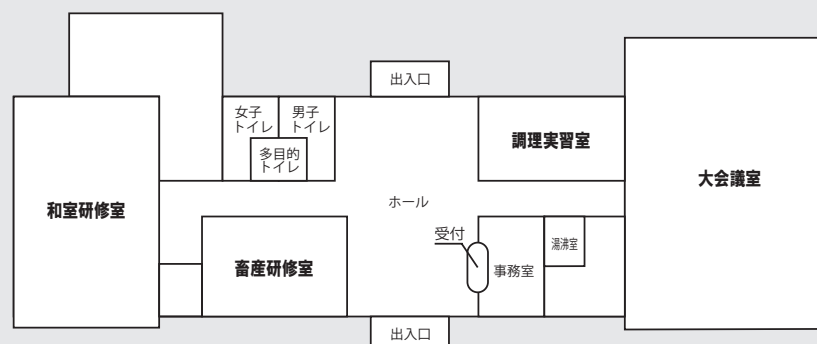 出入口
女子
トイレ
男子
トイレ
多目的
トイレ
調理実習室
大会議室
和室研修室
ホール
受付
畜産研修室
湯沸室
事務室
出入口